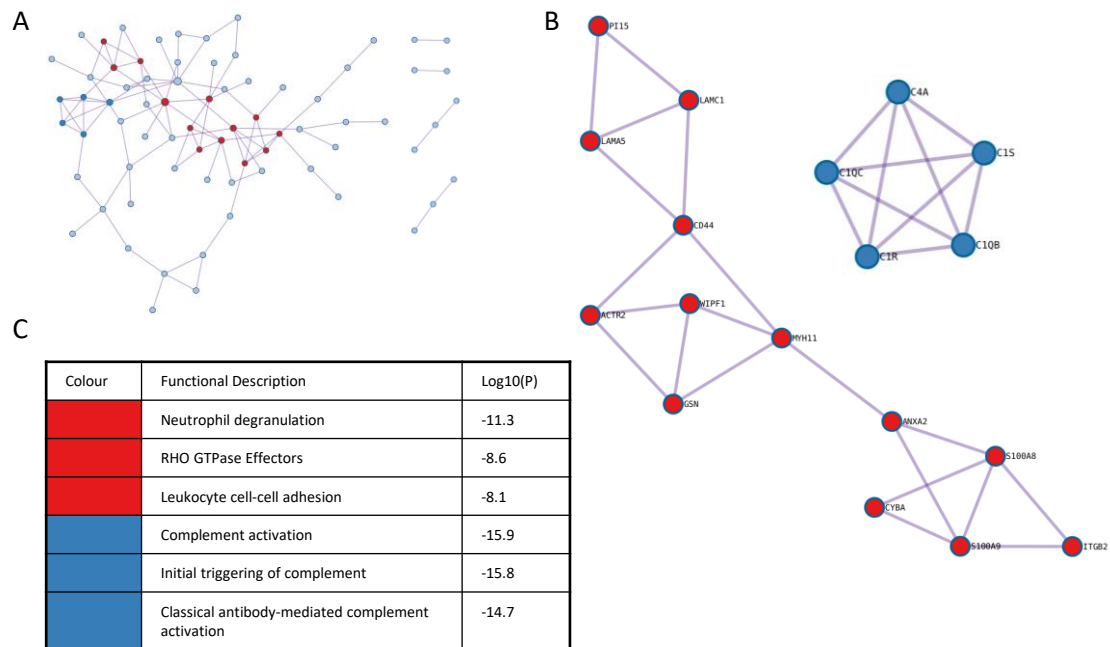 A
B
PI15
LAMC1
LAMA5
C4A
C1S
C1QC
C1QB
C1R
CD44
WIPF1
ACTR2
MYH11
GSN
ANXA2
S100A8
CYBA
S100A9
ITGB2
C
Colour Functional Description Log10(P)
Neutrophil degranulation -11.3
RHO GTPase Effectors -8.6
Leukocyte cell-cell adhesion -8.1
Complement activation -15.9
Initial triggering of complement -15.8
Classical antibody-mediated complement -14.7
activation